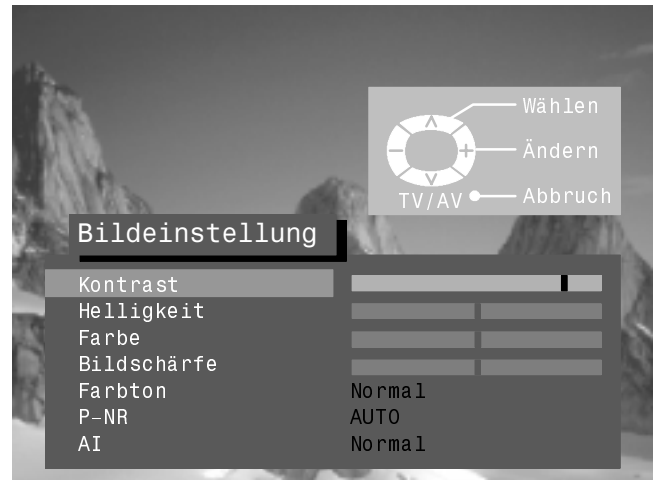 Wählen
Ändern
TV/AV Abbruch
Bildeinstellung
Kontrast
Helligkeit
Farbe
Bildschärfe
Farbton Normal
P-NR AUTO
AI Normal